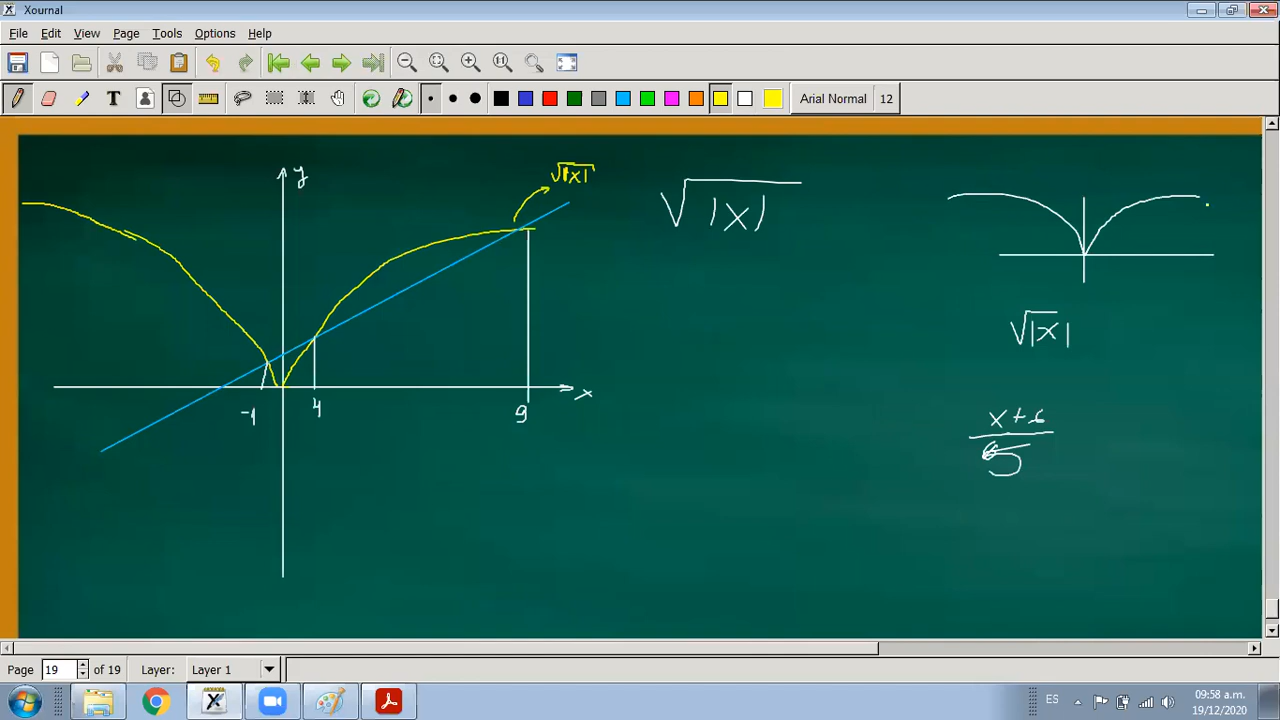 Xournal
File Edit View Page Tools Options Help
Arial Normal 12
y
√|x|
√|x|
√|x|
x
-1 4 9
x+6
5
Page 19 of 19 Layer: Layer 1
ES
09:58 a.m.
19/12/2020